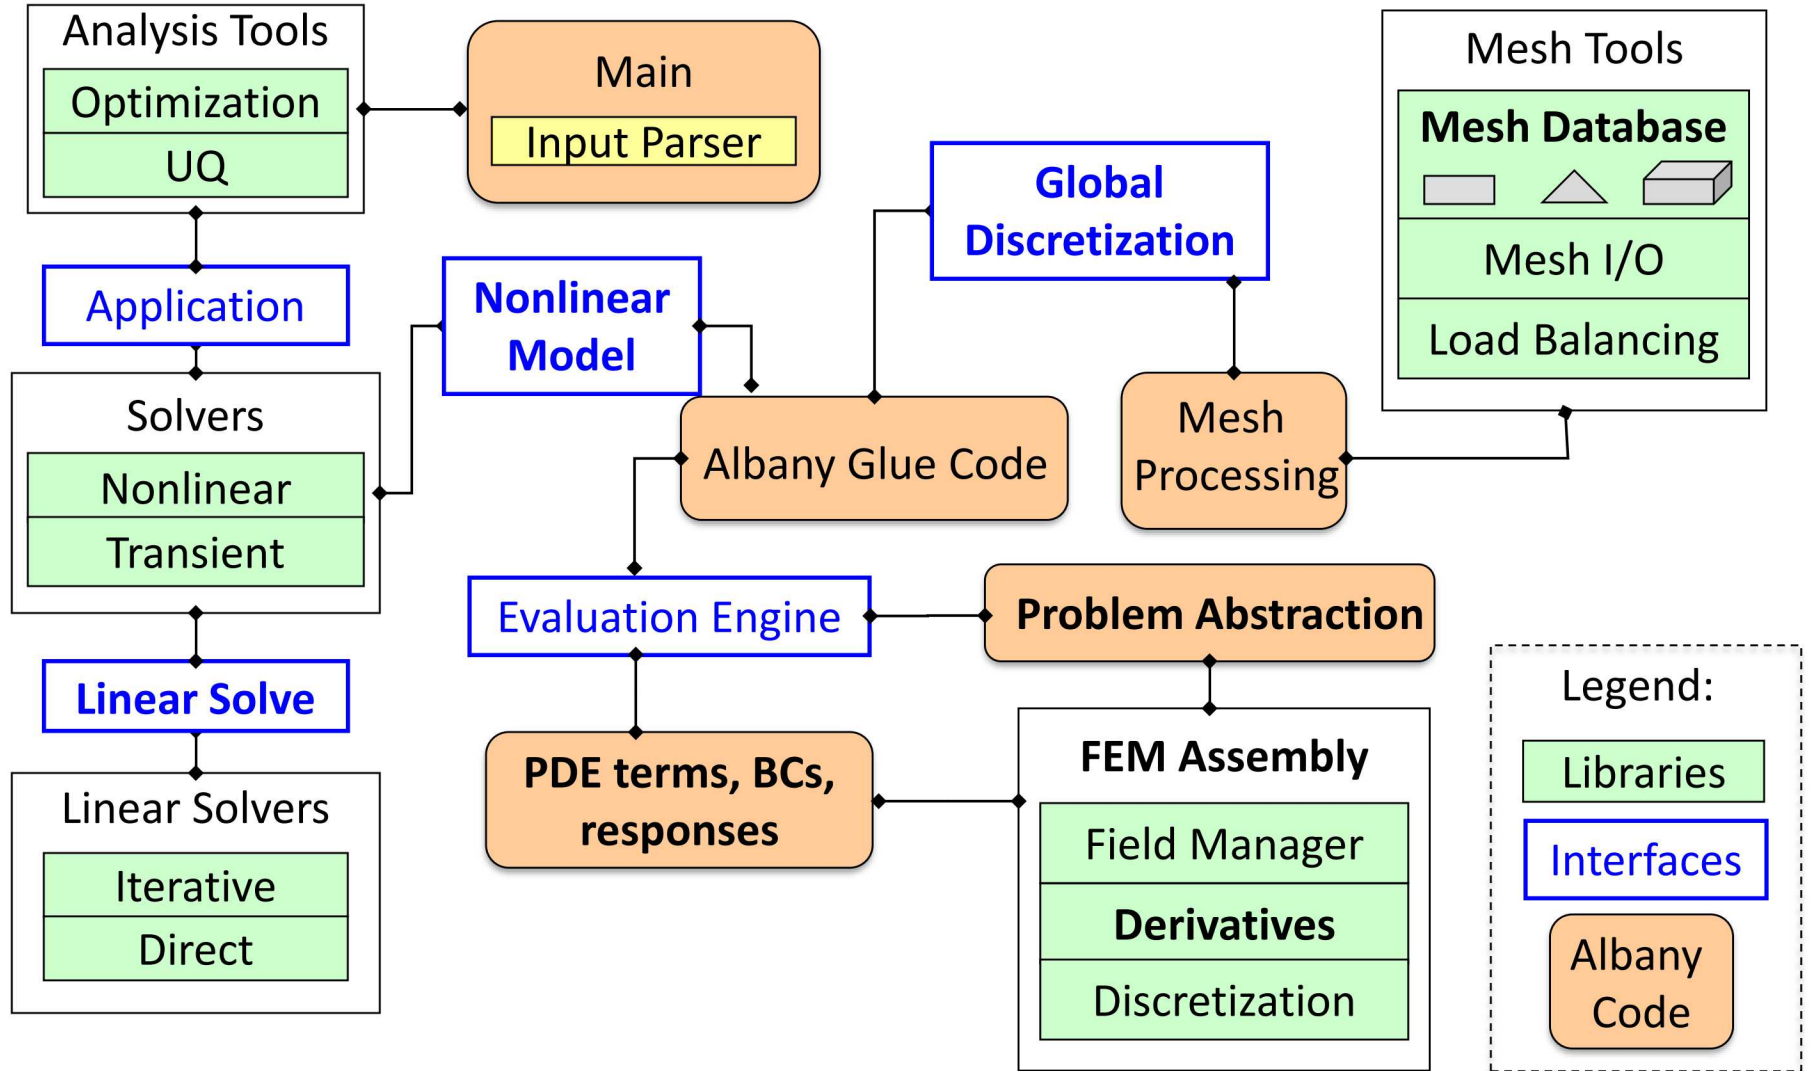 Analysis Tools
Optimization
UQ
Main
Input Parser
Application
Solvers
Nonlinear
Transient
Linear Solve
Linear Solvers
Iterative
Direct
Nonlinear
Model
Global
Discretization
Albany Glue Code
Mesh
Processing
Mesh Tools
Mesh Database
Mesh I/O
Load Balancing
Evaluation Engine
Problem Abstraction
PDE terms, BCs,
responses
FEM Assembly
Field Manager
Derivatives
Discretization
Legend:
Libraries
Interfaces
Albany
Code